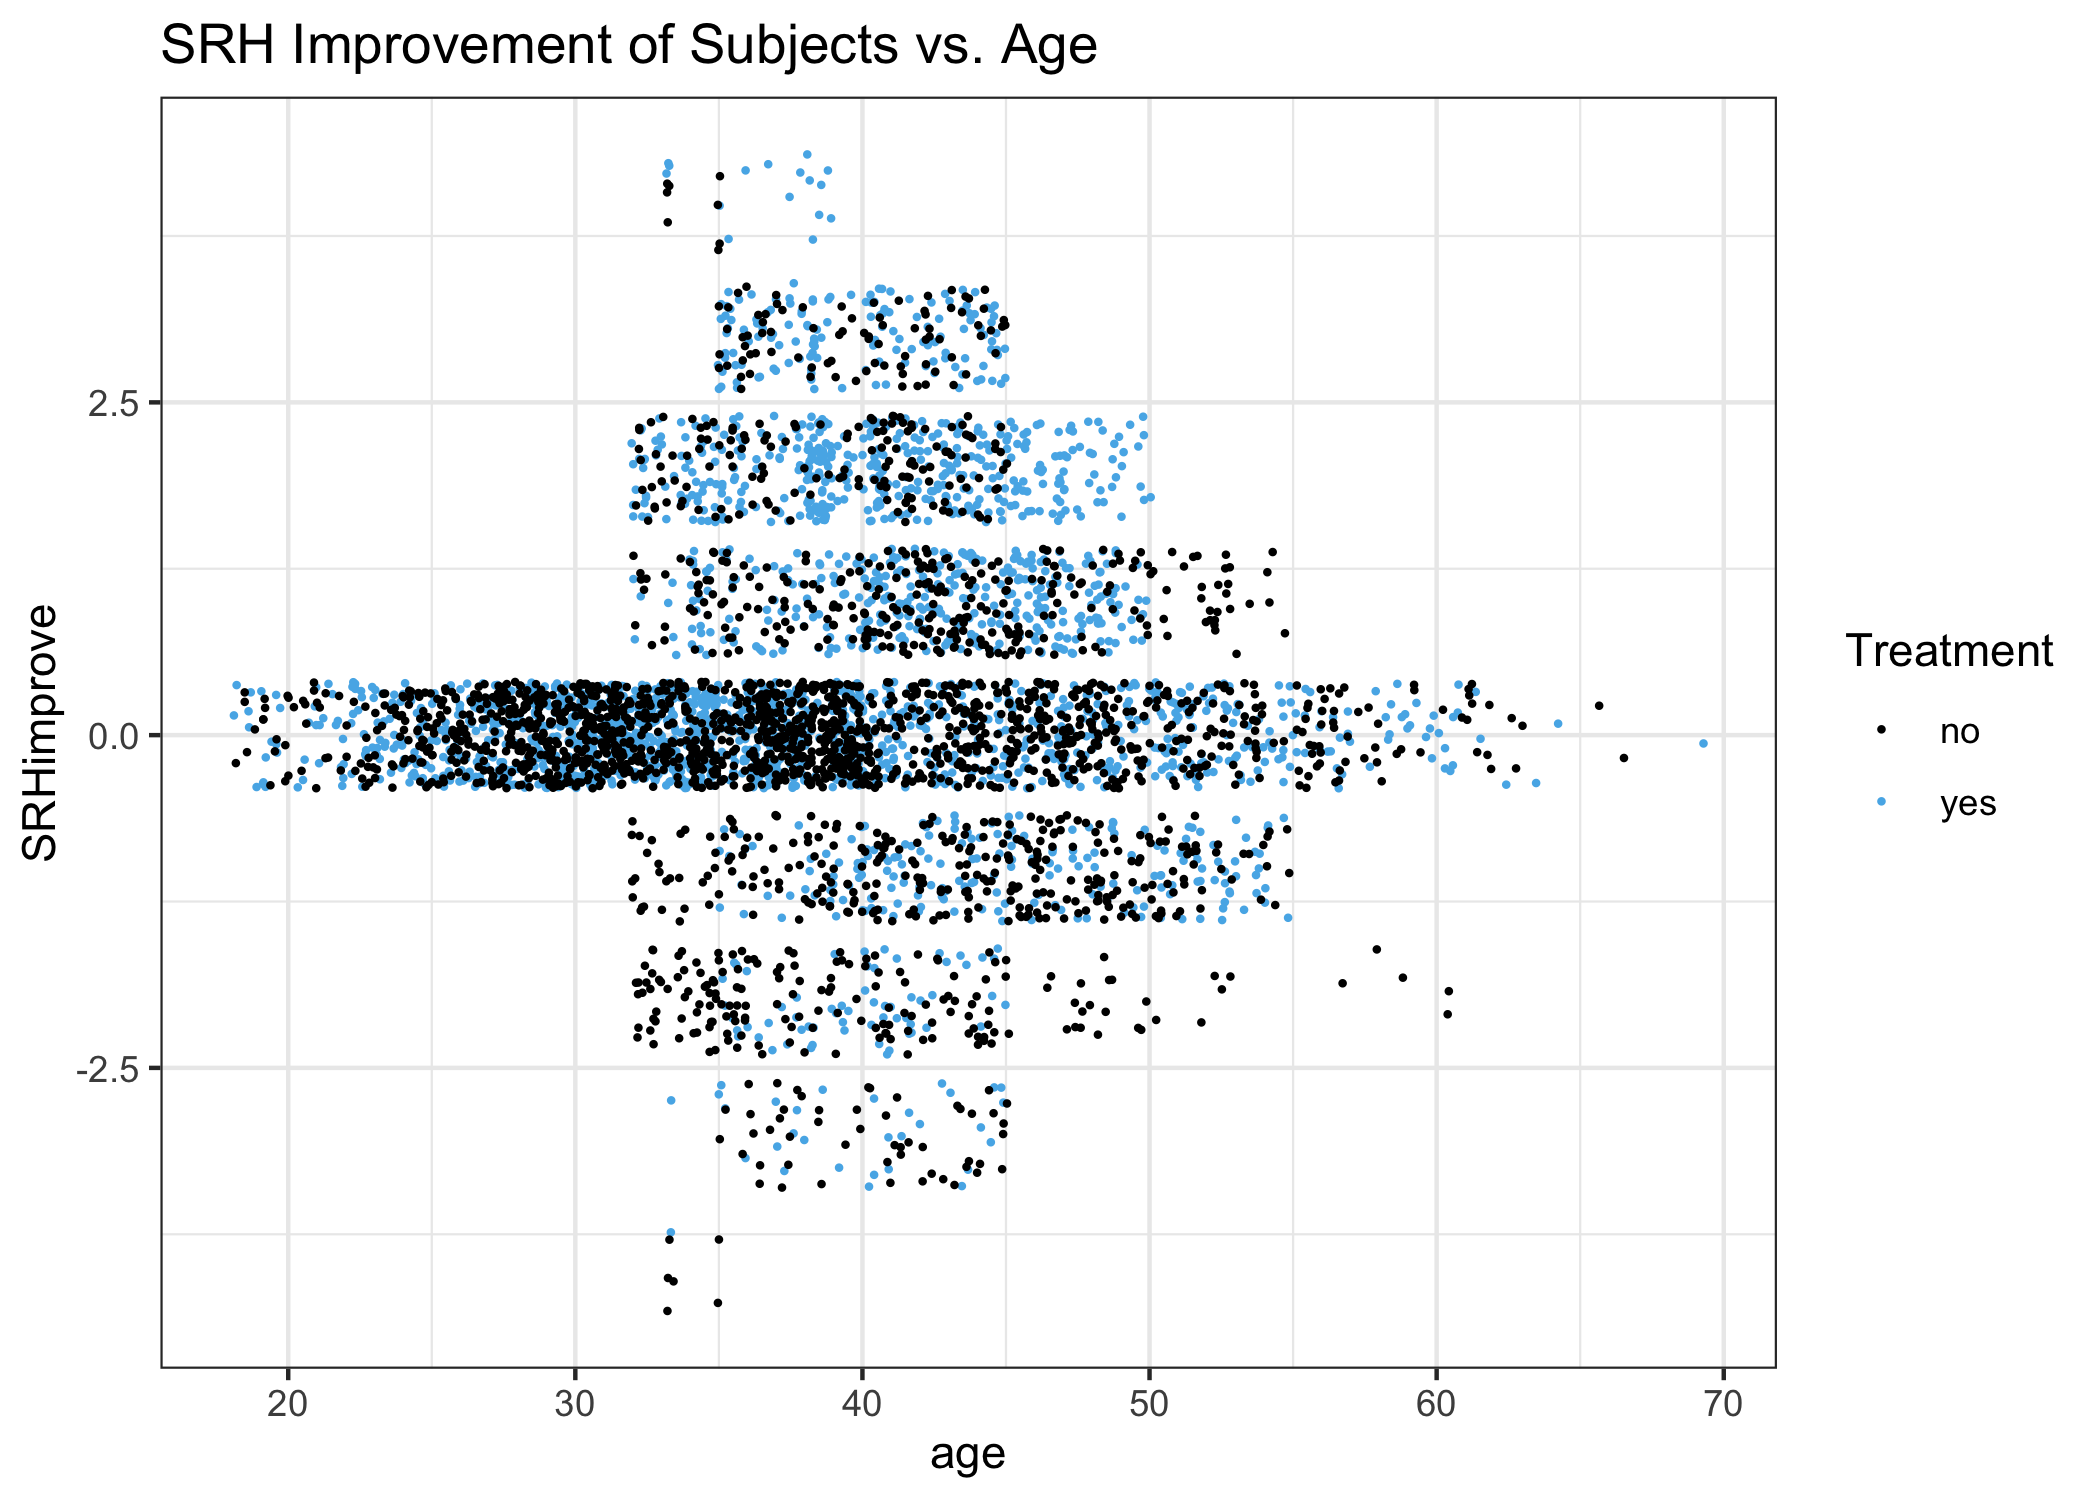 SRH Improvement of Subjects vs. Age
SRHimprove
2.5
0.0
-2.5
20 30 40 50 60 70
age
Treatment
no
yes